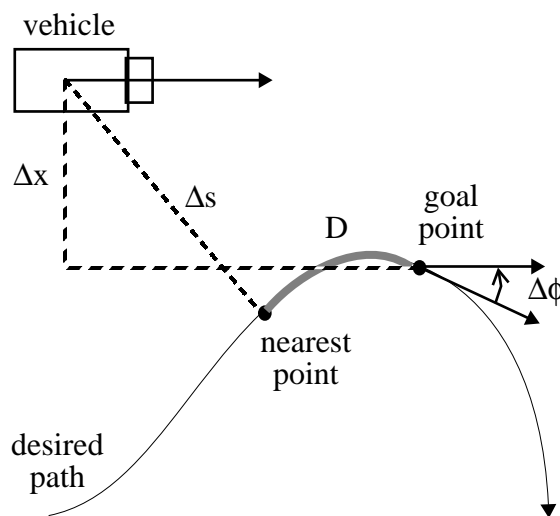 vehicle
Δx
Δs
D
goal
point
Δϕ
nearest
point
desired
path